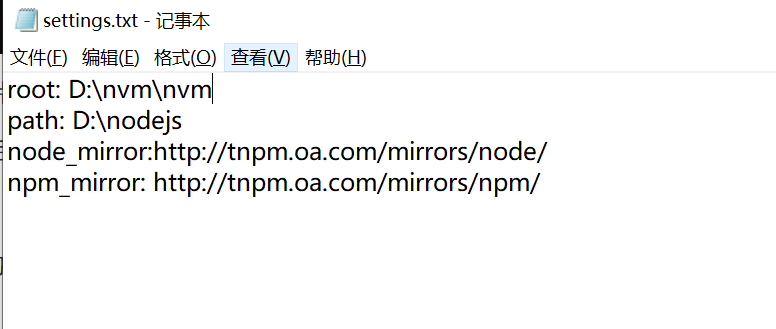 settings.txt - 记事本
文件(F) 编辑(E) 格式(O) 查看(V) 帮助(H)
root: D:\nvm\nvm
path: D:\nodejs
node_mirror:http://tnpm.oa.com/mirrors/node/
npm_mirror: http://tnpm.oa.com/mirrors/npm/